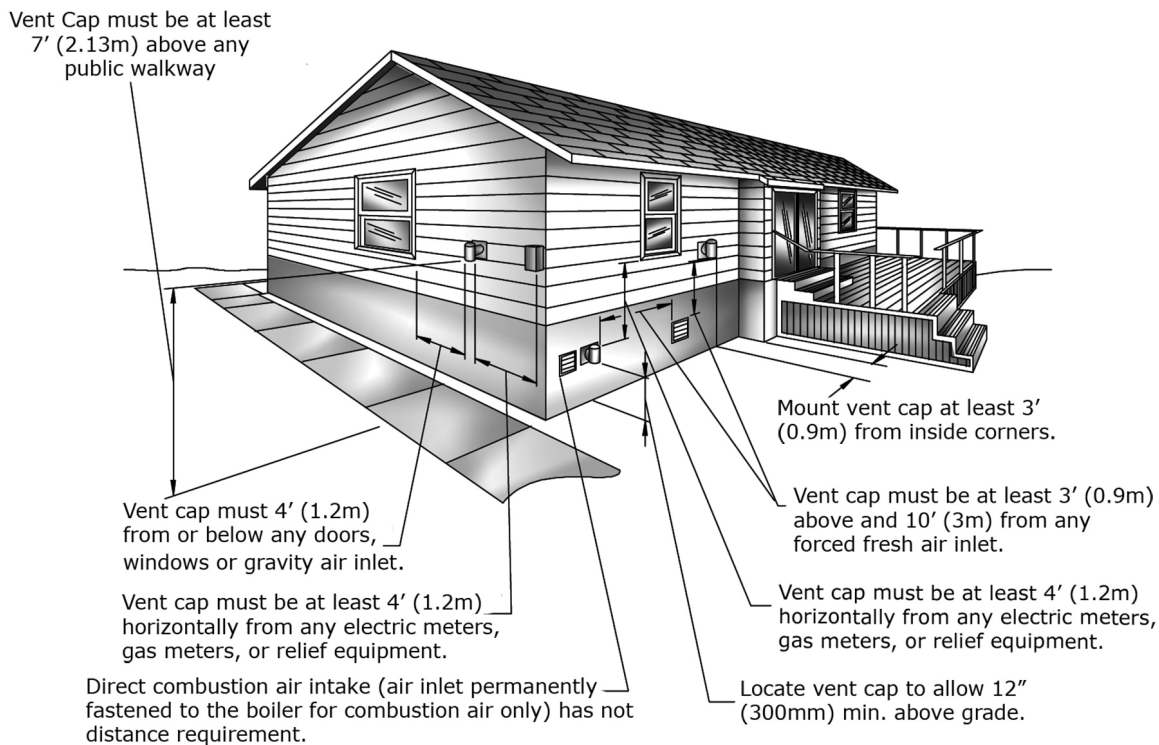 Vent Cap must be at least
7’ (2.13m) above any
public walkway
Vent cap must 4’ (1.2m)
from or below any doors,
windows or gravity air inlet.
Vent cap must be at least 4’ (1.2m)
horizontally from any electric meters,
gas meters, or relief equipment.
Direct combustion air intake (air inlet permanently
fastened to the boiler for combustion air only) has not
distance requirement.
Mount vent cap at least 3’
(0.9m) from inside corners.
Vent cap must be at least 3’ (0.9m)
above and 10’ (3m) from any
forced fresh air inlet.
Vent cap must be at least 4’ (1.2m)
horizontally from any electric meters,
gas meters, or relief equipment.
Locate vent cap to allow 12”
(300mm) min. above grade.